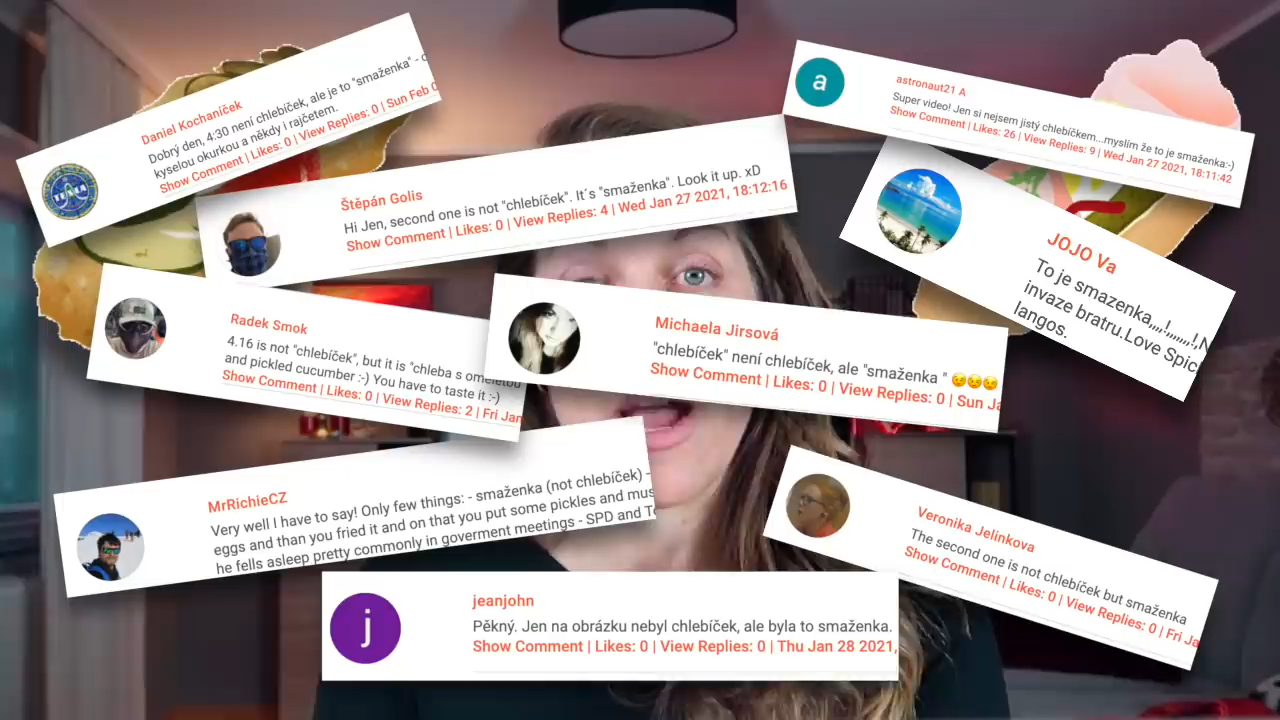 Daniel Kochaníček
Dobrý den, 4:30 není chlebíček, ale je to "smaženka" -
kyselou okurkou a někdy i rajčetem.
Show Comment | Likes: 0 | View Replies: 0 | Sun Feb
a
astronaut21 A
Super video! Jen si nejsem jistý chlebíčkem...myslím že to je smaženka:-)
Show Comment | Likes: 26 | View Replies: 9 | Wed Jan 27 2021, 18:11:42
Štěpán Golis
Hi Jen, second one is not "chlebíček". It´s "smaženka". Look it up. xD
Show Comment | Likes: 0 | View Replies: 4 | Wed Jan 27 2021, 18:12:16
JOJO Va
To je smazenka,,,,!,,,,,,!,N
invaze bratru.Love Spic
langos.
Radek Smok
4.16 is not "chlebíček", but it is "chleba s omeletou
and pickled cucumber :-) You have to taste it :-)
Show Comment | Likes: 0 | View Replies: 2 | Fri Jan
Michaela Jirsová
"chlebíček" není chlebíček, ale "smaženka " 😉😉😉
Show Comment | Likes: 0 | View Replies: 0 | Sun Ja
MrRichieCZ
Very well I have to say! Only few things: - smaženka (not chlebíček) -
eggs and than you fried it and on that you put some pickles and mus
he fells asleep pretty commonly in goverment meetings - SPD and To
Veronika Jelínkova
The second one is not chlebíček but smaženka
Show Comment | Likes: 0 | View Replies: 0 | Fri Ja
j
jeanjohn
Pěkný. Jen na obrázku nebyl chlebíček, ale byla to smaženka.
Show Comment | Likes: 0 | View Replies: 0 | Thu Jan 28 2021,